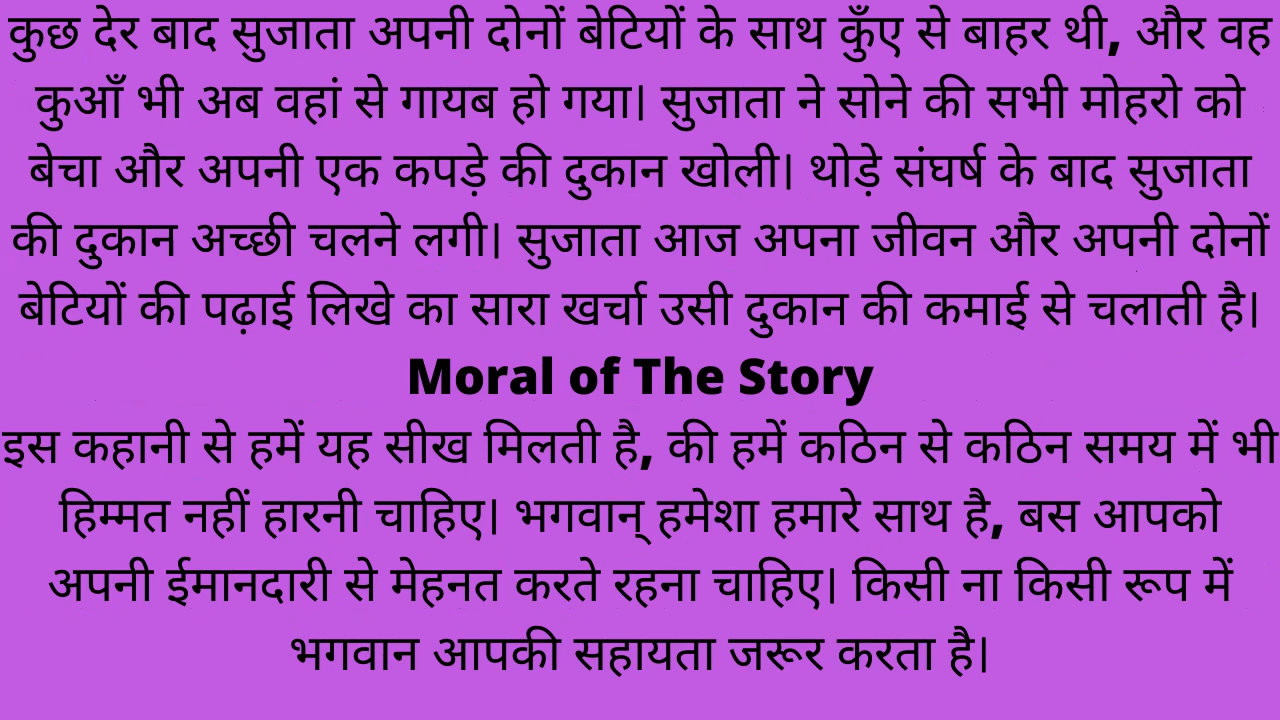 कुछ देर बाद सुजाता अपनी दोनों बेटियों के साथ कुँए से बाहर थी, और वह
कुआँ भी अब वहां से गायब हो गया| सुजाता ने सोने की सभी मोहरो को
बेचा और अपनी एक कपड़े की दुकान खोली| थोड़े संघर्ष के बाद सुजाता
की दुकान अच्छी चलने लगी| सुजाता आज अपना जीवन और अपनी दोनों
बेटियों की पढ़ाई लिखे का सारा खर्चा उसी दुकान की कमाई से चलाती है|
Moral of The Story
इस कहानी से हमें यह सीख मिलती है, की हमें कठिन से कठिन समय में भी
हिम्मत नहीं हारनी चाहिए| भगवान् हमेशा हमारे साथ है, बस आपको
अपनी ईमानदारी से मेहनत करते रहना चाहिए| किसी ना किसी रूप में
भगवान आपकी सहायता जरूर करता है|